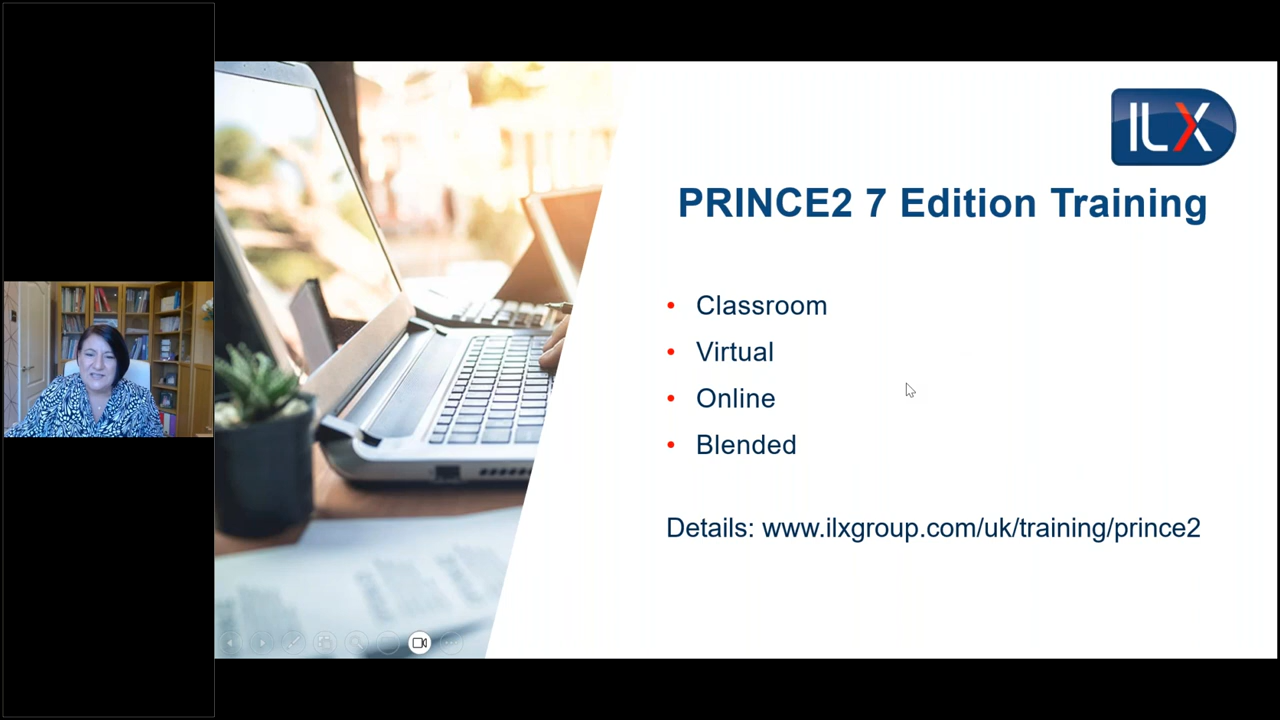 ILX
PRINCE2 7 Edition Training
• Classroom
• Virtual
• Online
• Blended
Details: www.ilxgroup.com/uk/training/prince2